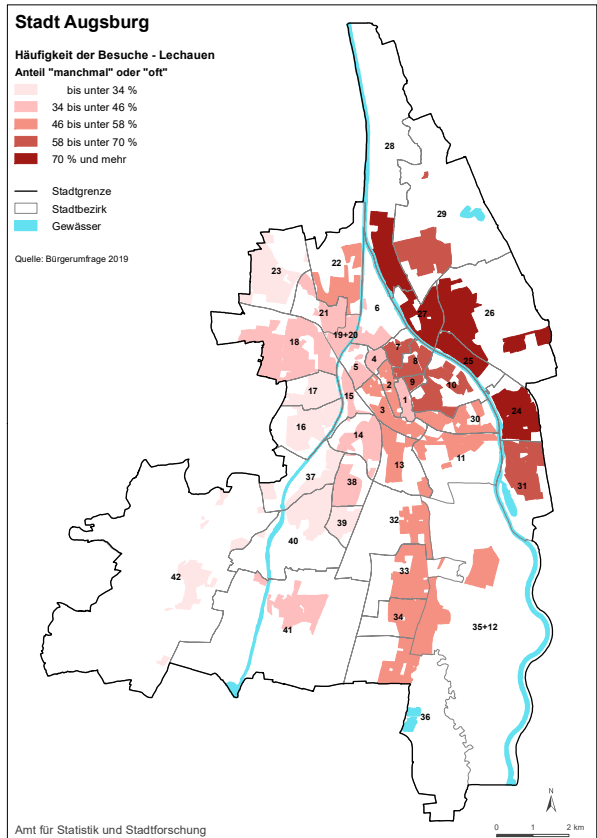 Stadt Augsburg
Häufigkeit der Besuche - Lechauen
Anteil "manchmal" oder "oft"
bis unter 34 %
34 bis unter 46 %
46 bis unter 58 %
58 bis unter 70 %
70 % und mehr
Stadtgrenze
Stadtbezirk
Gewässer
Quelle: Bürgerumfrage 2019
28
29
22
23
6
26
21
27
19+20
18
7
4
8
25
5
2
9
10
17
15
1
3
24
30
16
14
11
13
37
38
31
39
32
40
33
42
34
41
35+12
36
N
0 1 2 km
Amt für Statistik und Stadtforschung